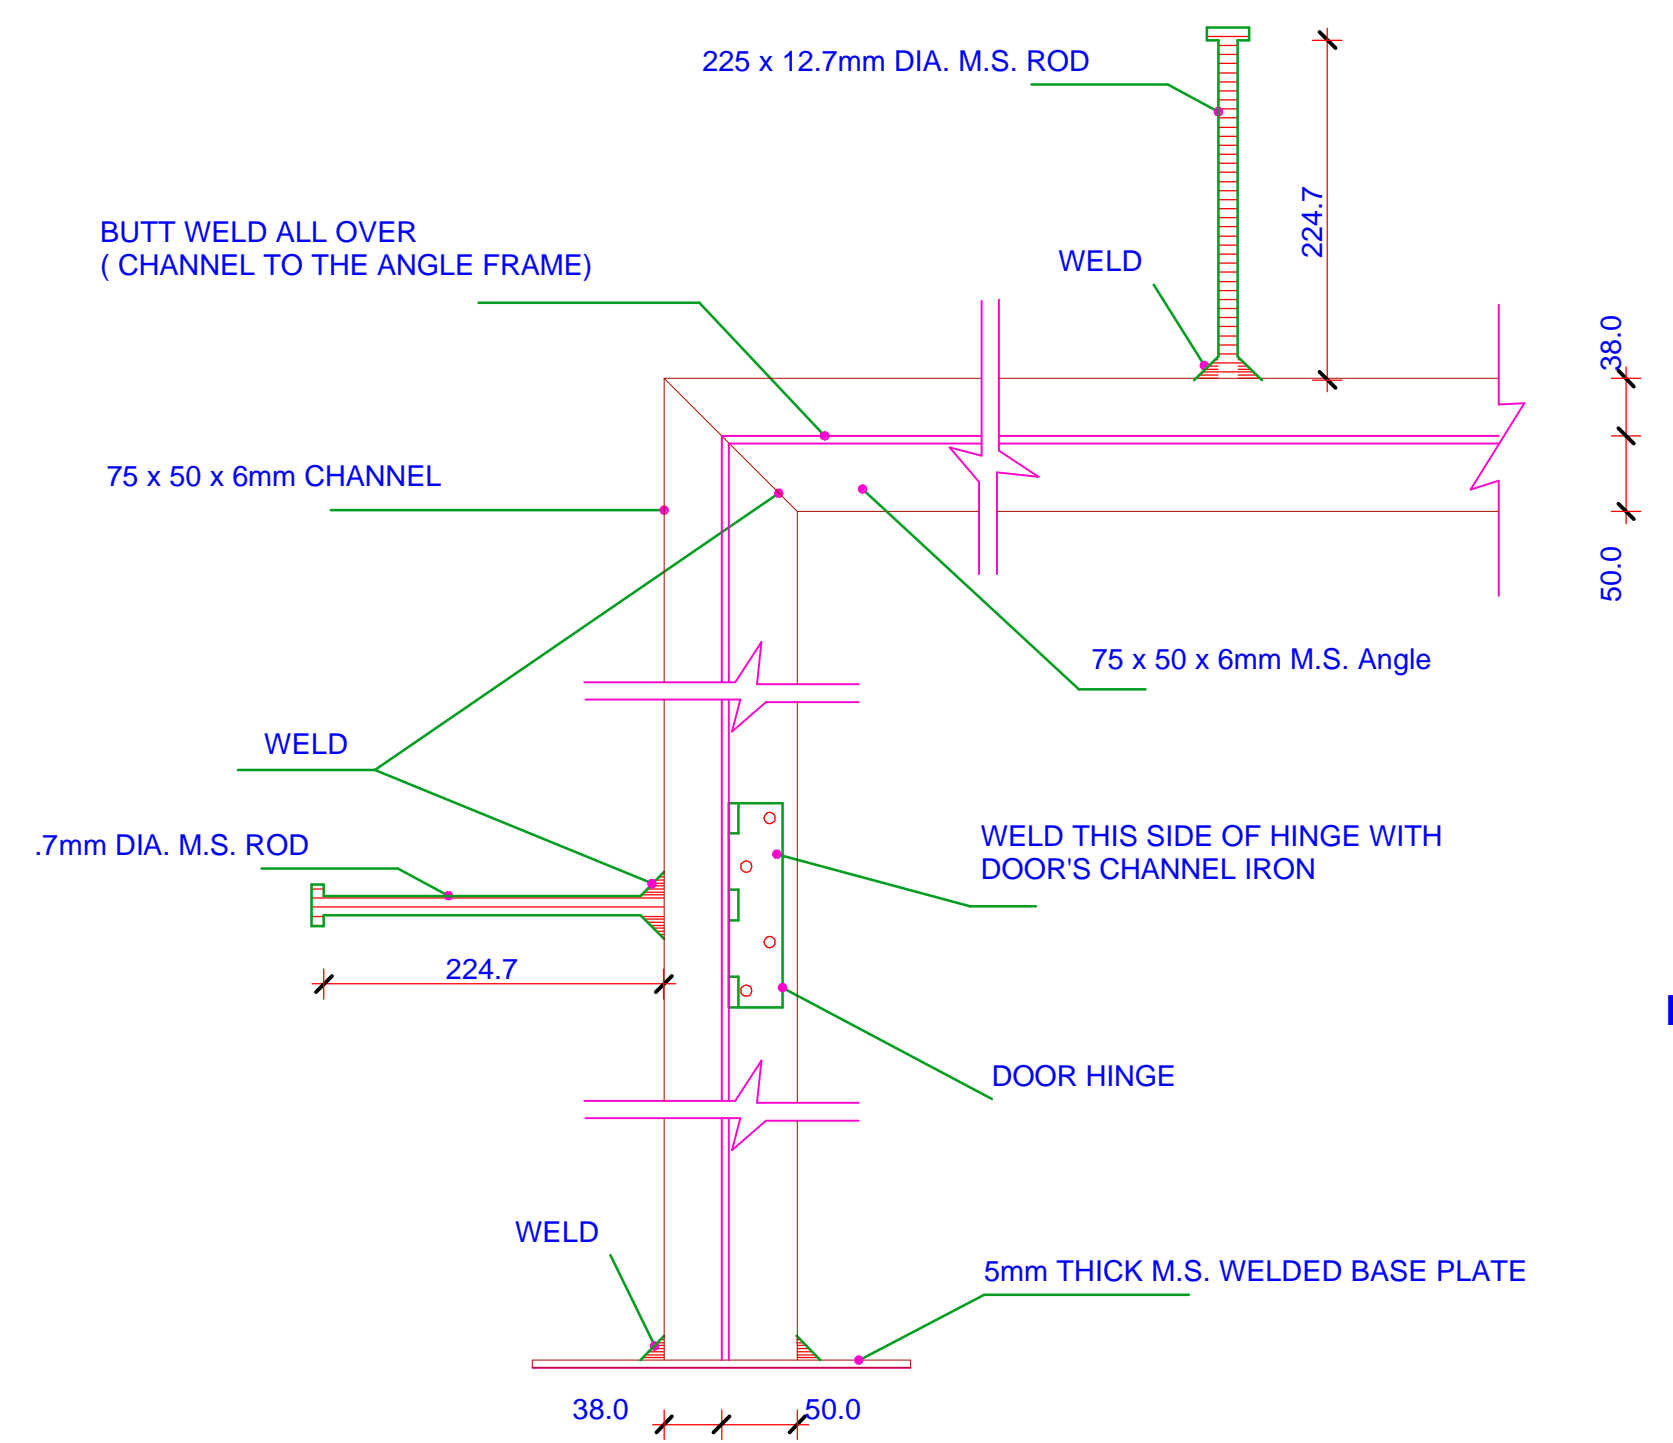 225 x 12.7mm DIA. M.S. ROD
224.7
BUTT WELD ALL OVER
( CHANNEL TO THE ANGLE FRAME)
WELD
38.0
75 x 50 x 6mm CHANNEL
50.0
75 x 50 x 6mm M.S. Angle
WELD
.7mm DIA. M.S. ROD
WELD THIS SIDE OF HINGE WITH
DOOR'S CHANNEL IRON
224.7
DOOR HINGE
WELD
5mm THICK M.S. WELDED BASE PLATE
38.0
50.0